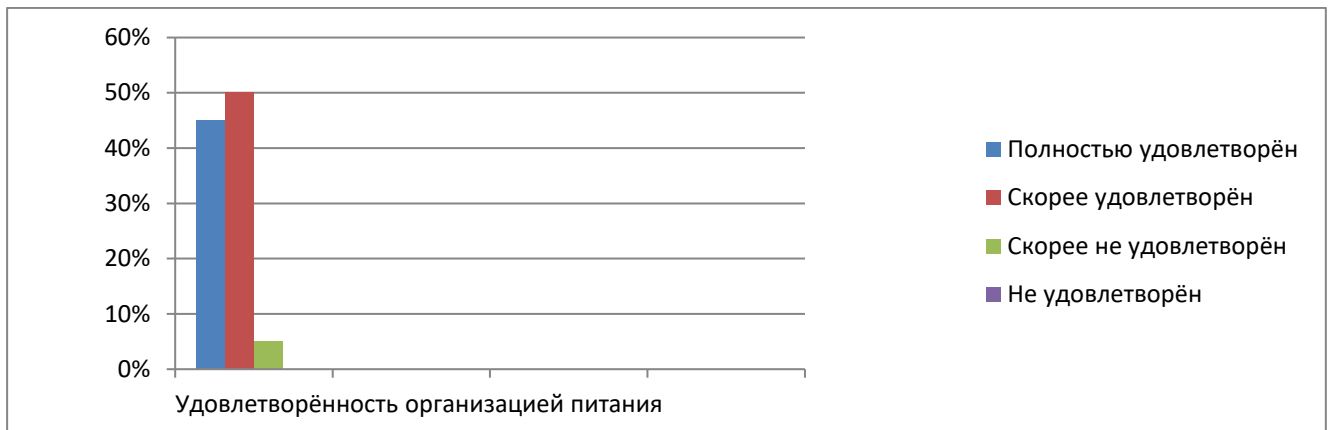 60%
50%
40%
30%
20%
10%
0%
Удовлетворённость организацией питания
Полностью удовлетворён
Скорее удовлетворён
Скорее не удовлетворён
Не удовлетворён